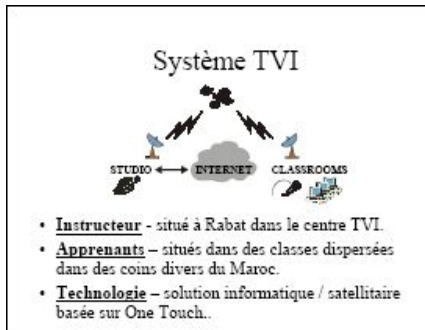 Système TVI
STUDIO INTERNET CLASSROOMS
• Instructeur - situé à Rabat dans le centre TVI.
• Apprenants – situés dans des classes dispersées
dans des coins divers du Maroc.
• Technologie – solution informatique / satellitaire
basée sur One Touch..